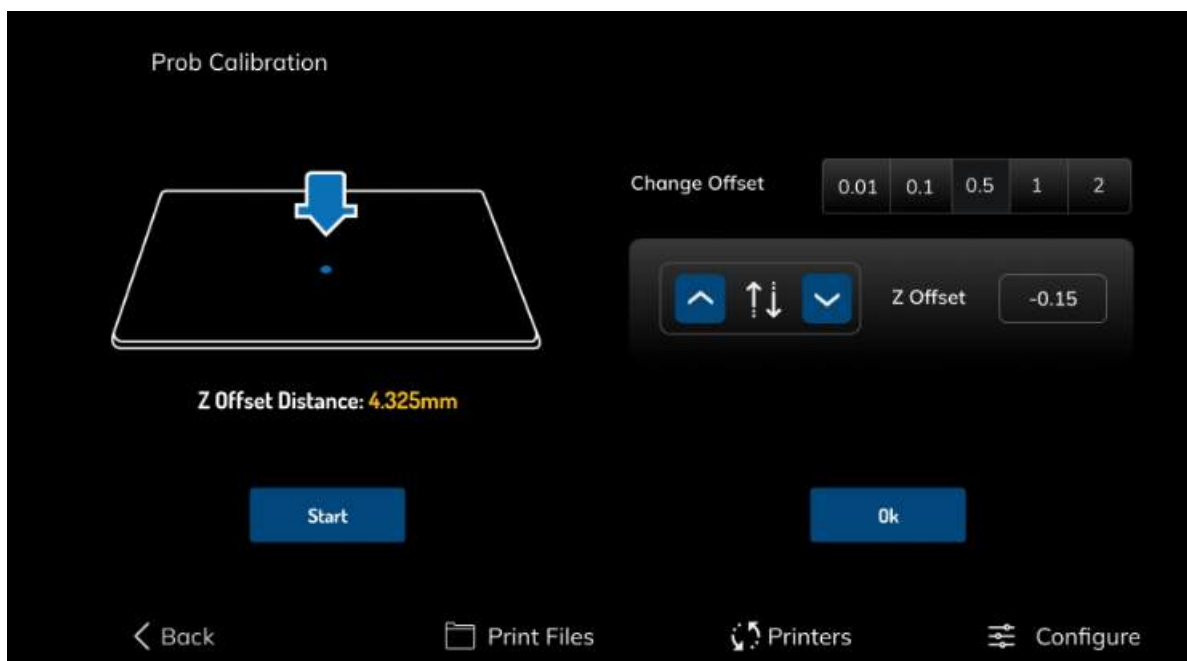 Prob Calibration
Change Offset
0.01 0.1 0.5 1 2
Z Offset -0.15
Z Offset Distance: 4.325mm
Start
Ok
Back Print Files Printers Configure